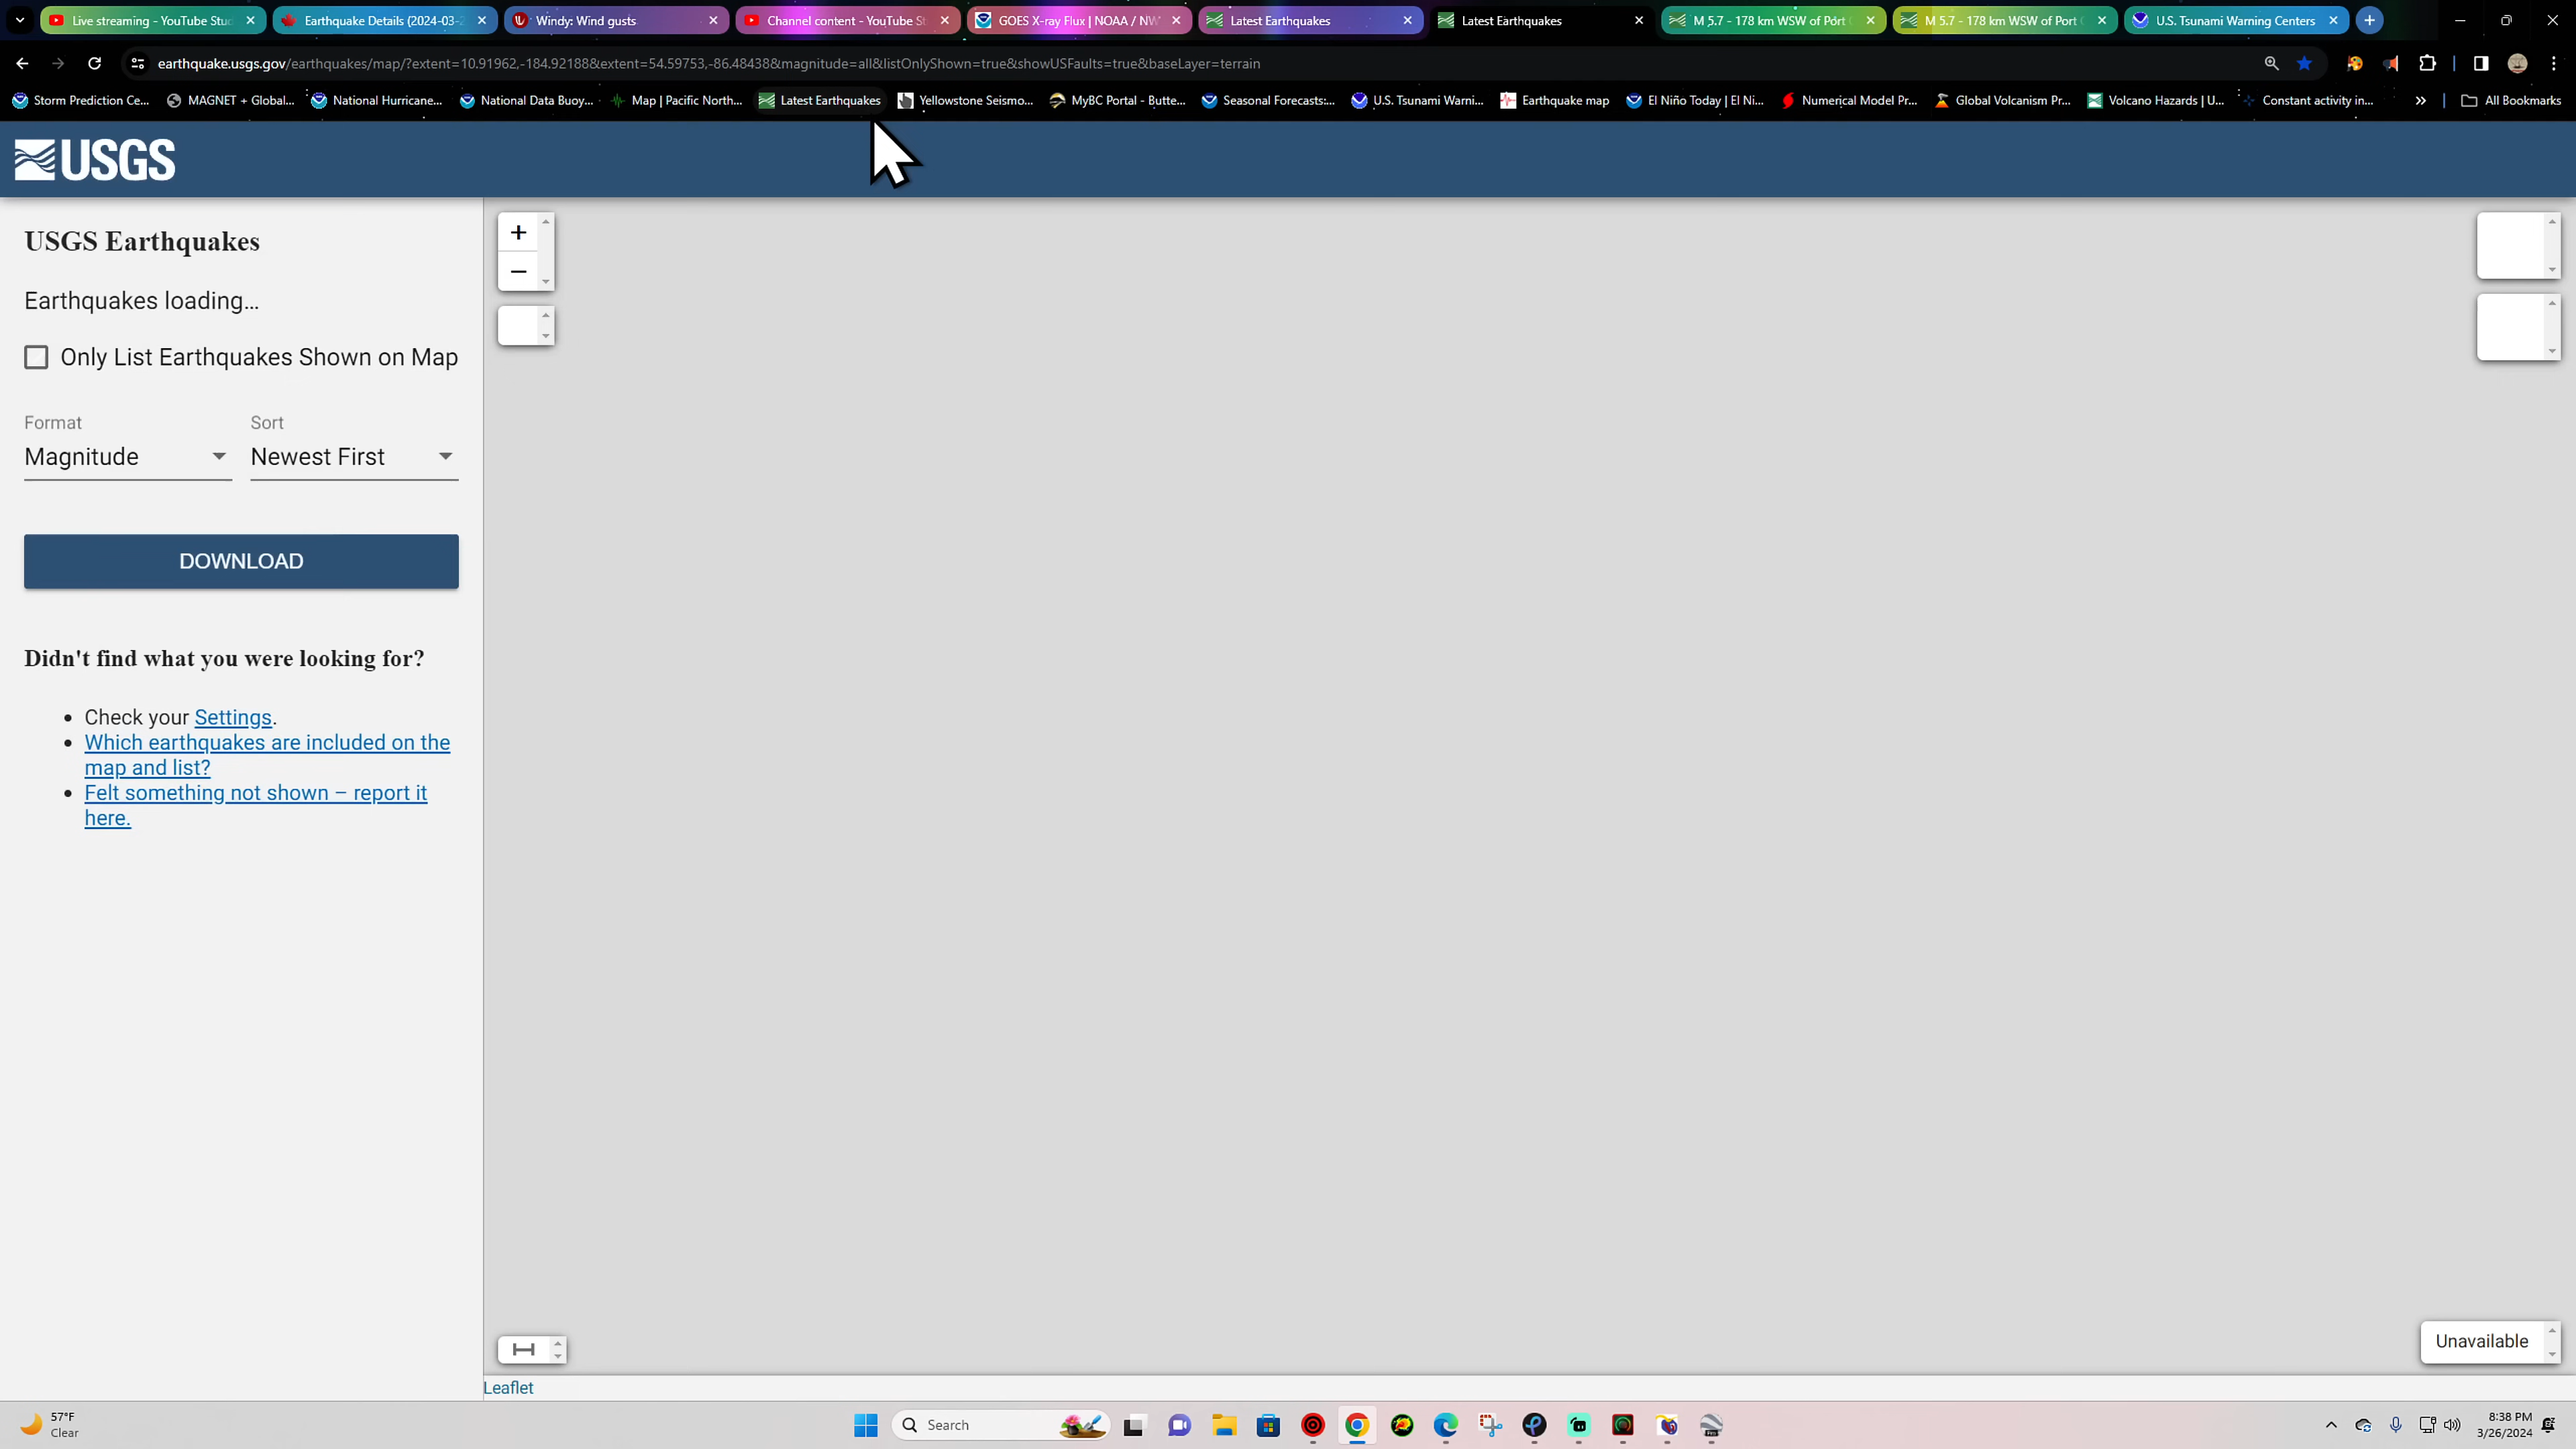 Live streaming - YouTube Stu
Earthquake Details (2024-03-2
Windy: Wind gusts
Channel content - YouTube St
GOES X-ray Flux | NOAA / NW
Latest Earthquakes
Latest Earthquakes
M 5.7 - 178 km WSW of Port
M 5.7 - 178 km WSW of Port
U.S. Tsunami Warning Centers
earthquake.usgs.gov/earthquakes/map/?extent=10.91962,-184.92188&extent=54.59753,-86.48438&magnitude=all&listOnlyShown=true&showUSFaults=true&baseLayer=terrain
Storm Prediction Ce...
MAGNET + Global...
National Hurricane...
National Data Buoy...
Map | Pacific North...
Latest Earthquakes
Yellowstone Seismo...
MyBC Portal - Butte...
Seasonal Forecasts:...
U.S. Tsunami Warni...
Earthquake map
El Niño Today | El Ni...
Numerical Model Pr...
Global Volcanism Pr...
Volcano Hazards | U...
Constant activity in...
»
All Bookmarks
USGS
USGS Earthquakes
Earthquakes loading...
Only List Earthquakes Shown on Map
Format
Sort
Magnitude
Newest First
DOWNLOAD
Didn't find what you were looking for?
• Check your Settings.
• Which earthquakes are included on the
map and list?
• Felt something not shown – report it
here.
+
−
Unavailable
Leaflet
57°F
Clear
Search
8:38 PM
3/26/2024